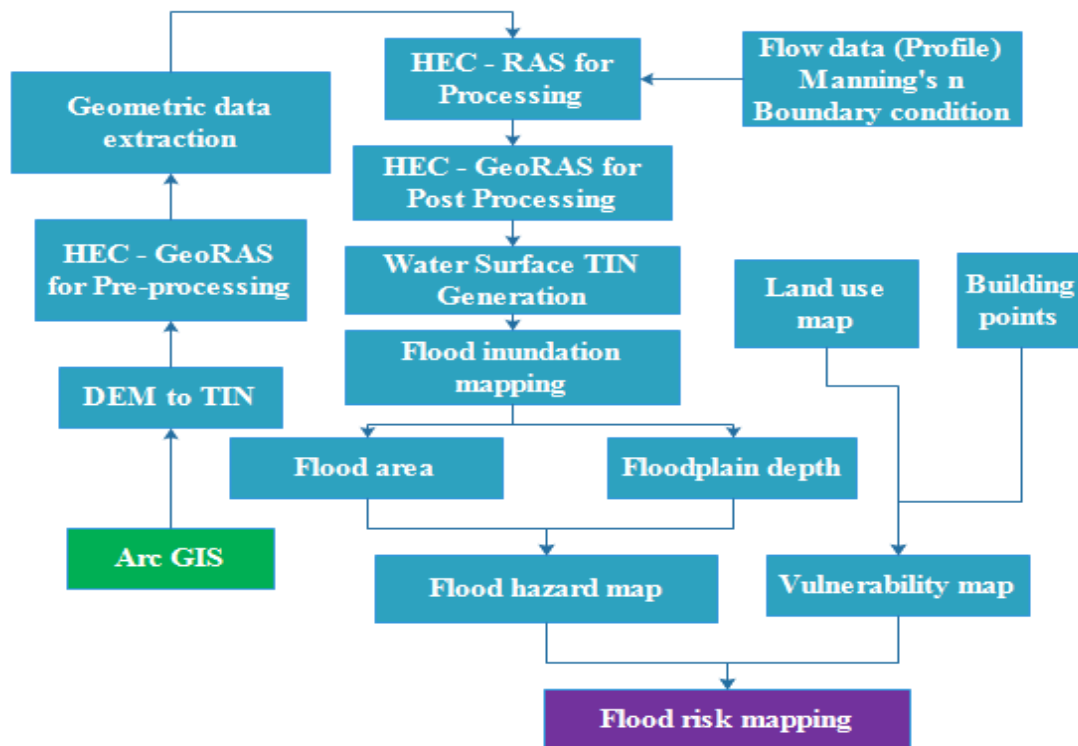 HEC - RAS for
Processing
Flow data (Profile)
Manning's n
Boundary condition
Geometric data
extraction
HEC - GeoRAS for
Post Processing
HEC - GeoRAS
for Pre-processing
Water Surface TIN
Generation
Land use
map
Building
points
Flood inundation
mapping
DEM to TIN
Flood area
Floodplain depth
Arc GIS
Flood hazard map
Vulnerability map
Flood risk mapping